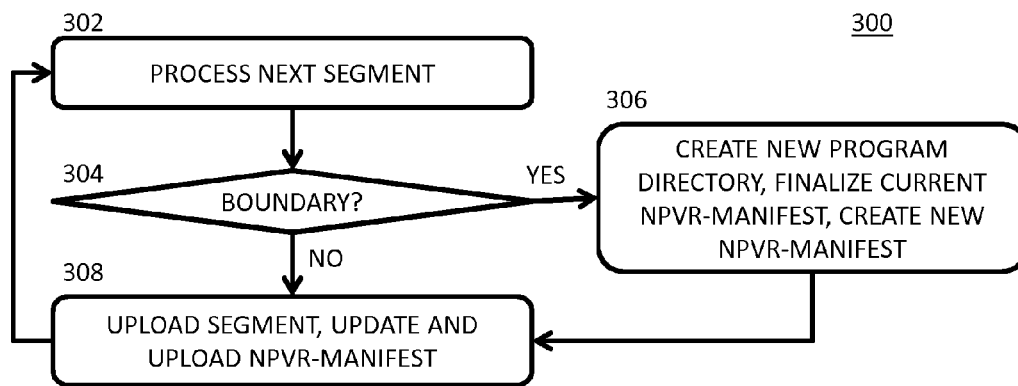 302
300
PROCESS NEXT SEGMENT
306
CREATE NEW PROGRAM
DIRECTORY, FINALIZE CURRENT
NPVR-MANIFEST, CREATE NEW
NPVR-MANIFEST
304
BOUNDARY?
YES
NO
308
UPLOAD SEGMENT, UPDATE AND
UPLOAD NPVR-MANIFEST